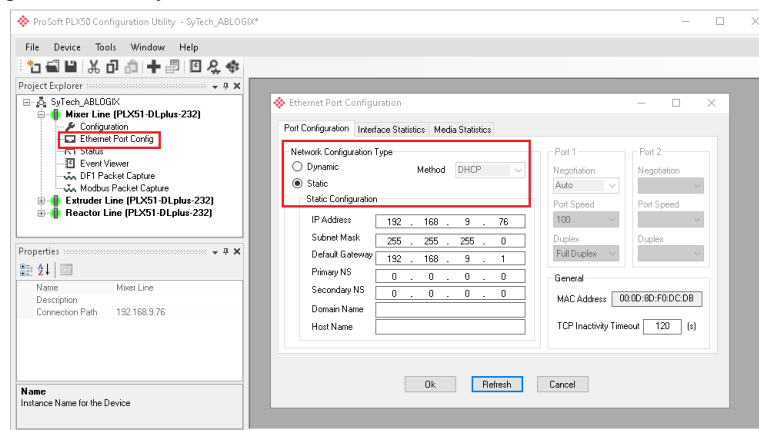 ProSoft PLX50 Configuration Utility - SyTech_ABLOGIX*
File Device Tools Window Help
Project Explorer
SyTech_ABLOGIX
Mixer Line (PLX51-DLplus-232)
Configuration
Ethernet Port Config
Status
Event Viewer
DF1 Packet Capture
Modbus Packet Capture
Extruder Line (PLX51-DLplus-232)
Reactor Line (PLX51-DLplus-232)
Properties
Name Mixer Line
Description
Connection Path 192.168.9.76
Name
Instance Name for the Device
Ethernet Port Configuration
Port Configuration Interface Statistics Media Statistics
Network Configuration Type
Dynamic Method DHCP
Static
Static Configuration
IP Address 192 . 168 . 9 . 76
Subnet Mask 255 . 255 . 255 . 0
Default Gateway 192 . 168 . 9 . 1
Primary NS 0 . 0 . 0 . 0
Secondary NS 0 . 0 . 0 . 0
Domain Name
Host Name
Port 1
Negotiation
Auto
Port Speed
100
Duplex
Full Duplex
Port 2
Negotiation
Port Speed
Duplex
General
MAC Address 00:0D:8D:F0:DC:DB
TCP Inactivity Timeout 120 (s)
Ok Refresh Cancel